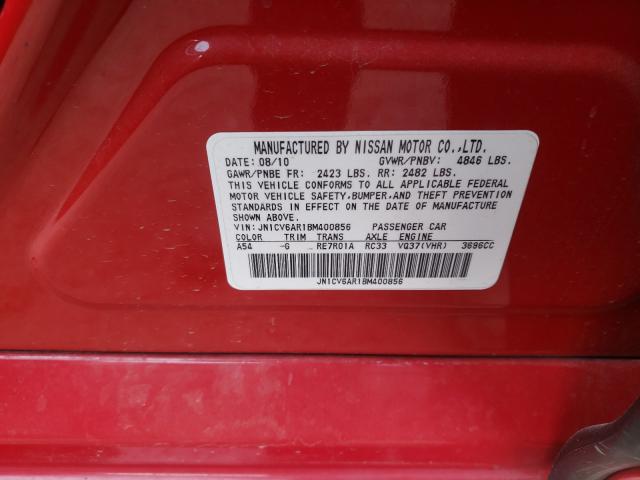 MANUFACTURED BY NISSAN MOTOR CO.,LTD.
DATE: 08/10 GVWR/PNBV: 4846 LBS.
GAWR/PNBE FR: 2423 LBS. RR: 2482 LBS.
THIS VEHICLE CONFORMS TO ALL APPLICABLE FEDERAL
MOTOR VEHICLE SAFETY,BUMPER, AND THEFT PREVENTION
STANDARDS IN EFFECT ON THE DATE OF MANUFACTURE
SHOWN ABOVE.
VIN: JN1CV6AR1BM400856 PASSENGER CAR
COLOR TRIM TRANS AXLE ENGINE
A54 -G RE7R01A RC33 VQ37(VHR) 3696CC
JN1CV6AR1BM400856